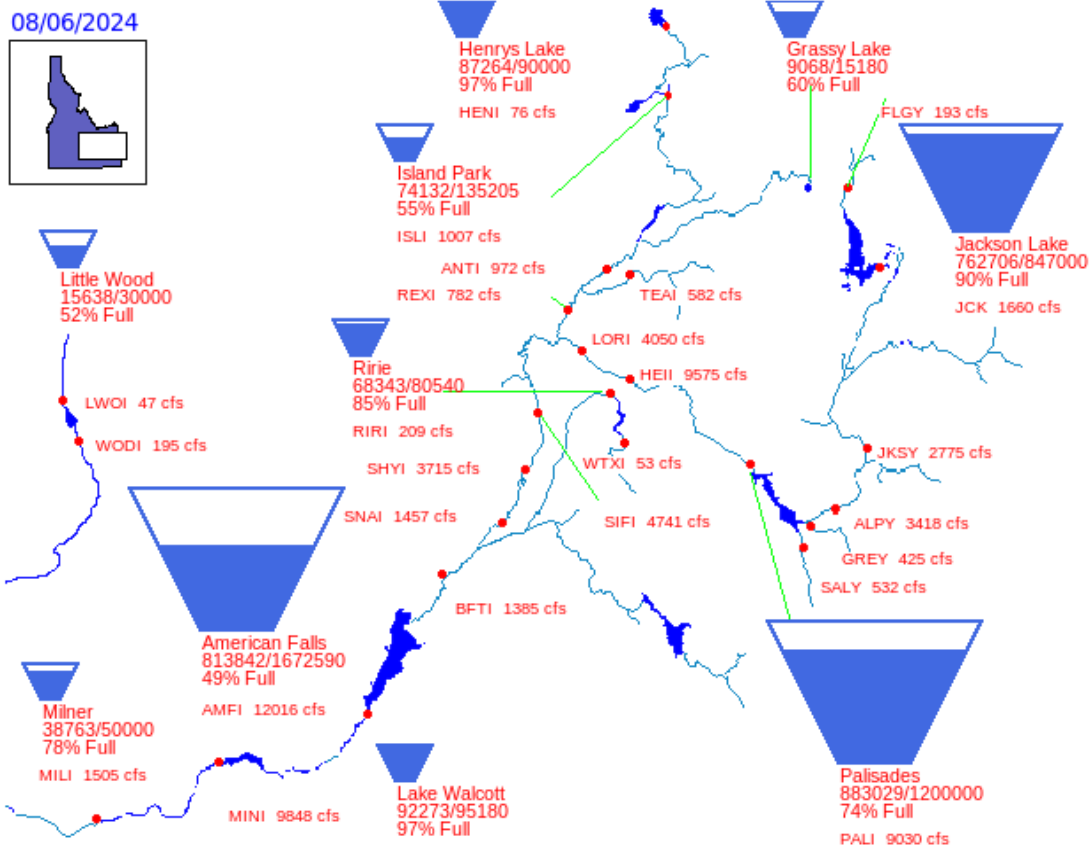 08/06/2024
Henrys Lake
87264/90000
97% Full
HENI 76 cfs
Grassy Lake
9068/15180
60% Full
FLGY 193 cfs
Island Park
74132/135205
55% Full
ISLI 1007 cfs
Jackson Lake
762706/847000
90% Full
JCK 1660 cfs
Little Wood
15638/30000
52% Full
ANTI 972 cfs
REXI 782 cfs
TEAI 582 cfs
LORI 4050 cfs
HEII 9575 cfs
Ririe
68343/80540
85% Full
RIRI 209 cfs
LWOI 47 cfs
WODI 195 cfs
SHYI 3715 cfs
WTXI 53 cfs
JKSY 2775 cfs
SNAI 1457 cfs
SIFI 4741 cfs
ALPY 3418 cfs
GREY 425 cfs
SALY 532 cfs
BFTI 1385 cfs
American Falls
813842/1672590
49% Full
AMFI 12016 cfs
Milner
38763/50000
78% Full
MILI 1505 cfs
MINI 9848 cfs
Lake Walcott
92273/95180
97% Full
Palisades
883029/1200000
74% Full
PALI 9030 cfs